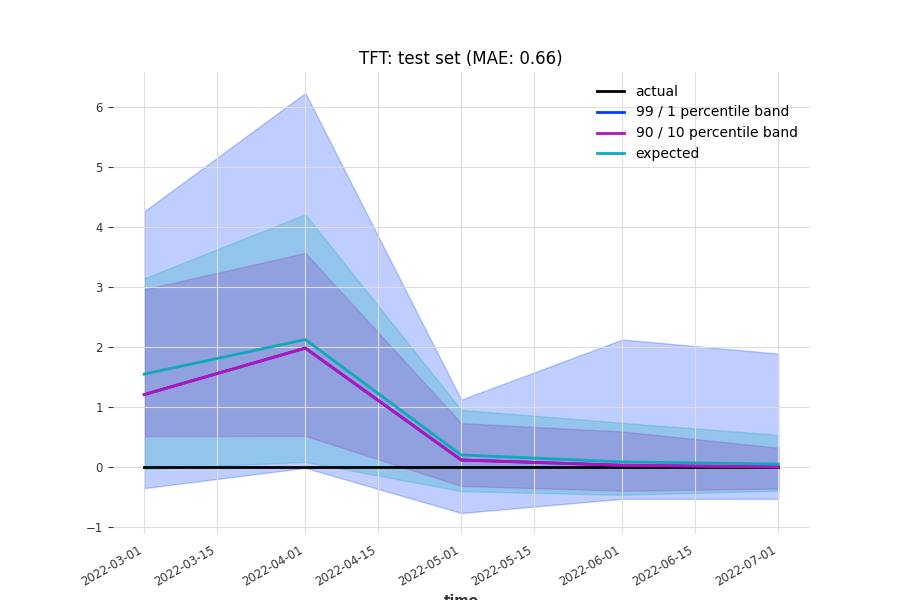 TFT: test set (MAE: 0.66)
actual
99 / 1 percentile band
90 / 10 percentile band
expected
6
5
4
3
2
1
0
−1
2022-03-01
2022-03-15
2022-04-01
2022-04-15
2022-05-01
2022-05-15
2022-06-01
2022-06-15
2022-07-01
time